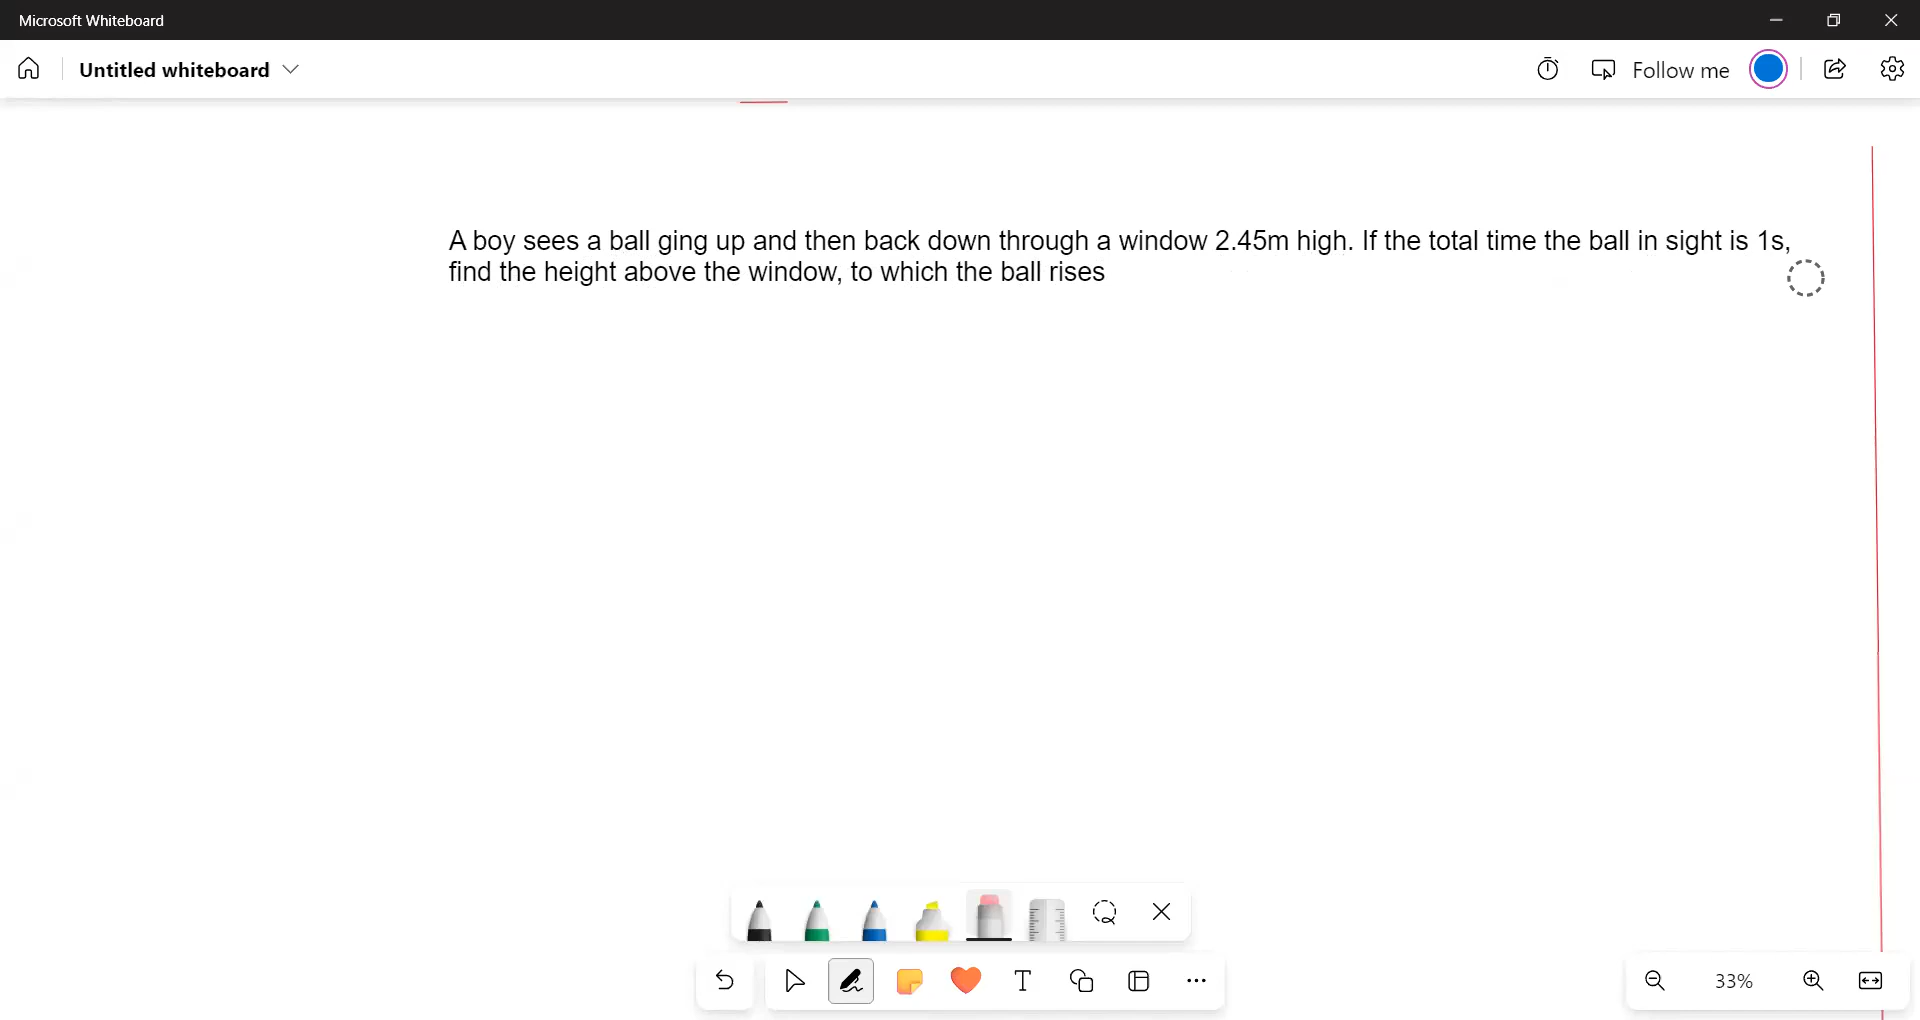 Microsoft Whiteboard
Untitled whiteboard
Follow me
A boy sees a ball ging up and then back down through a window 2.45m high. If the total time the ball in sight is 1s,
find the height above the window, to which the ball rises
33%